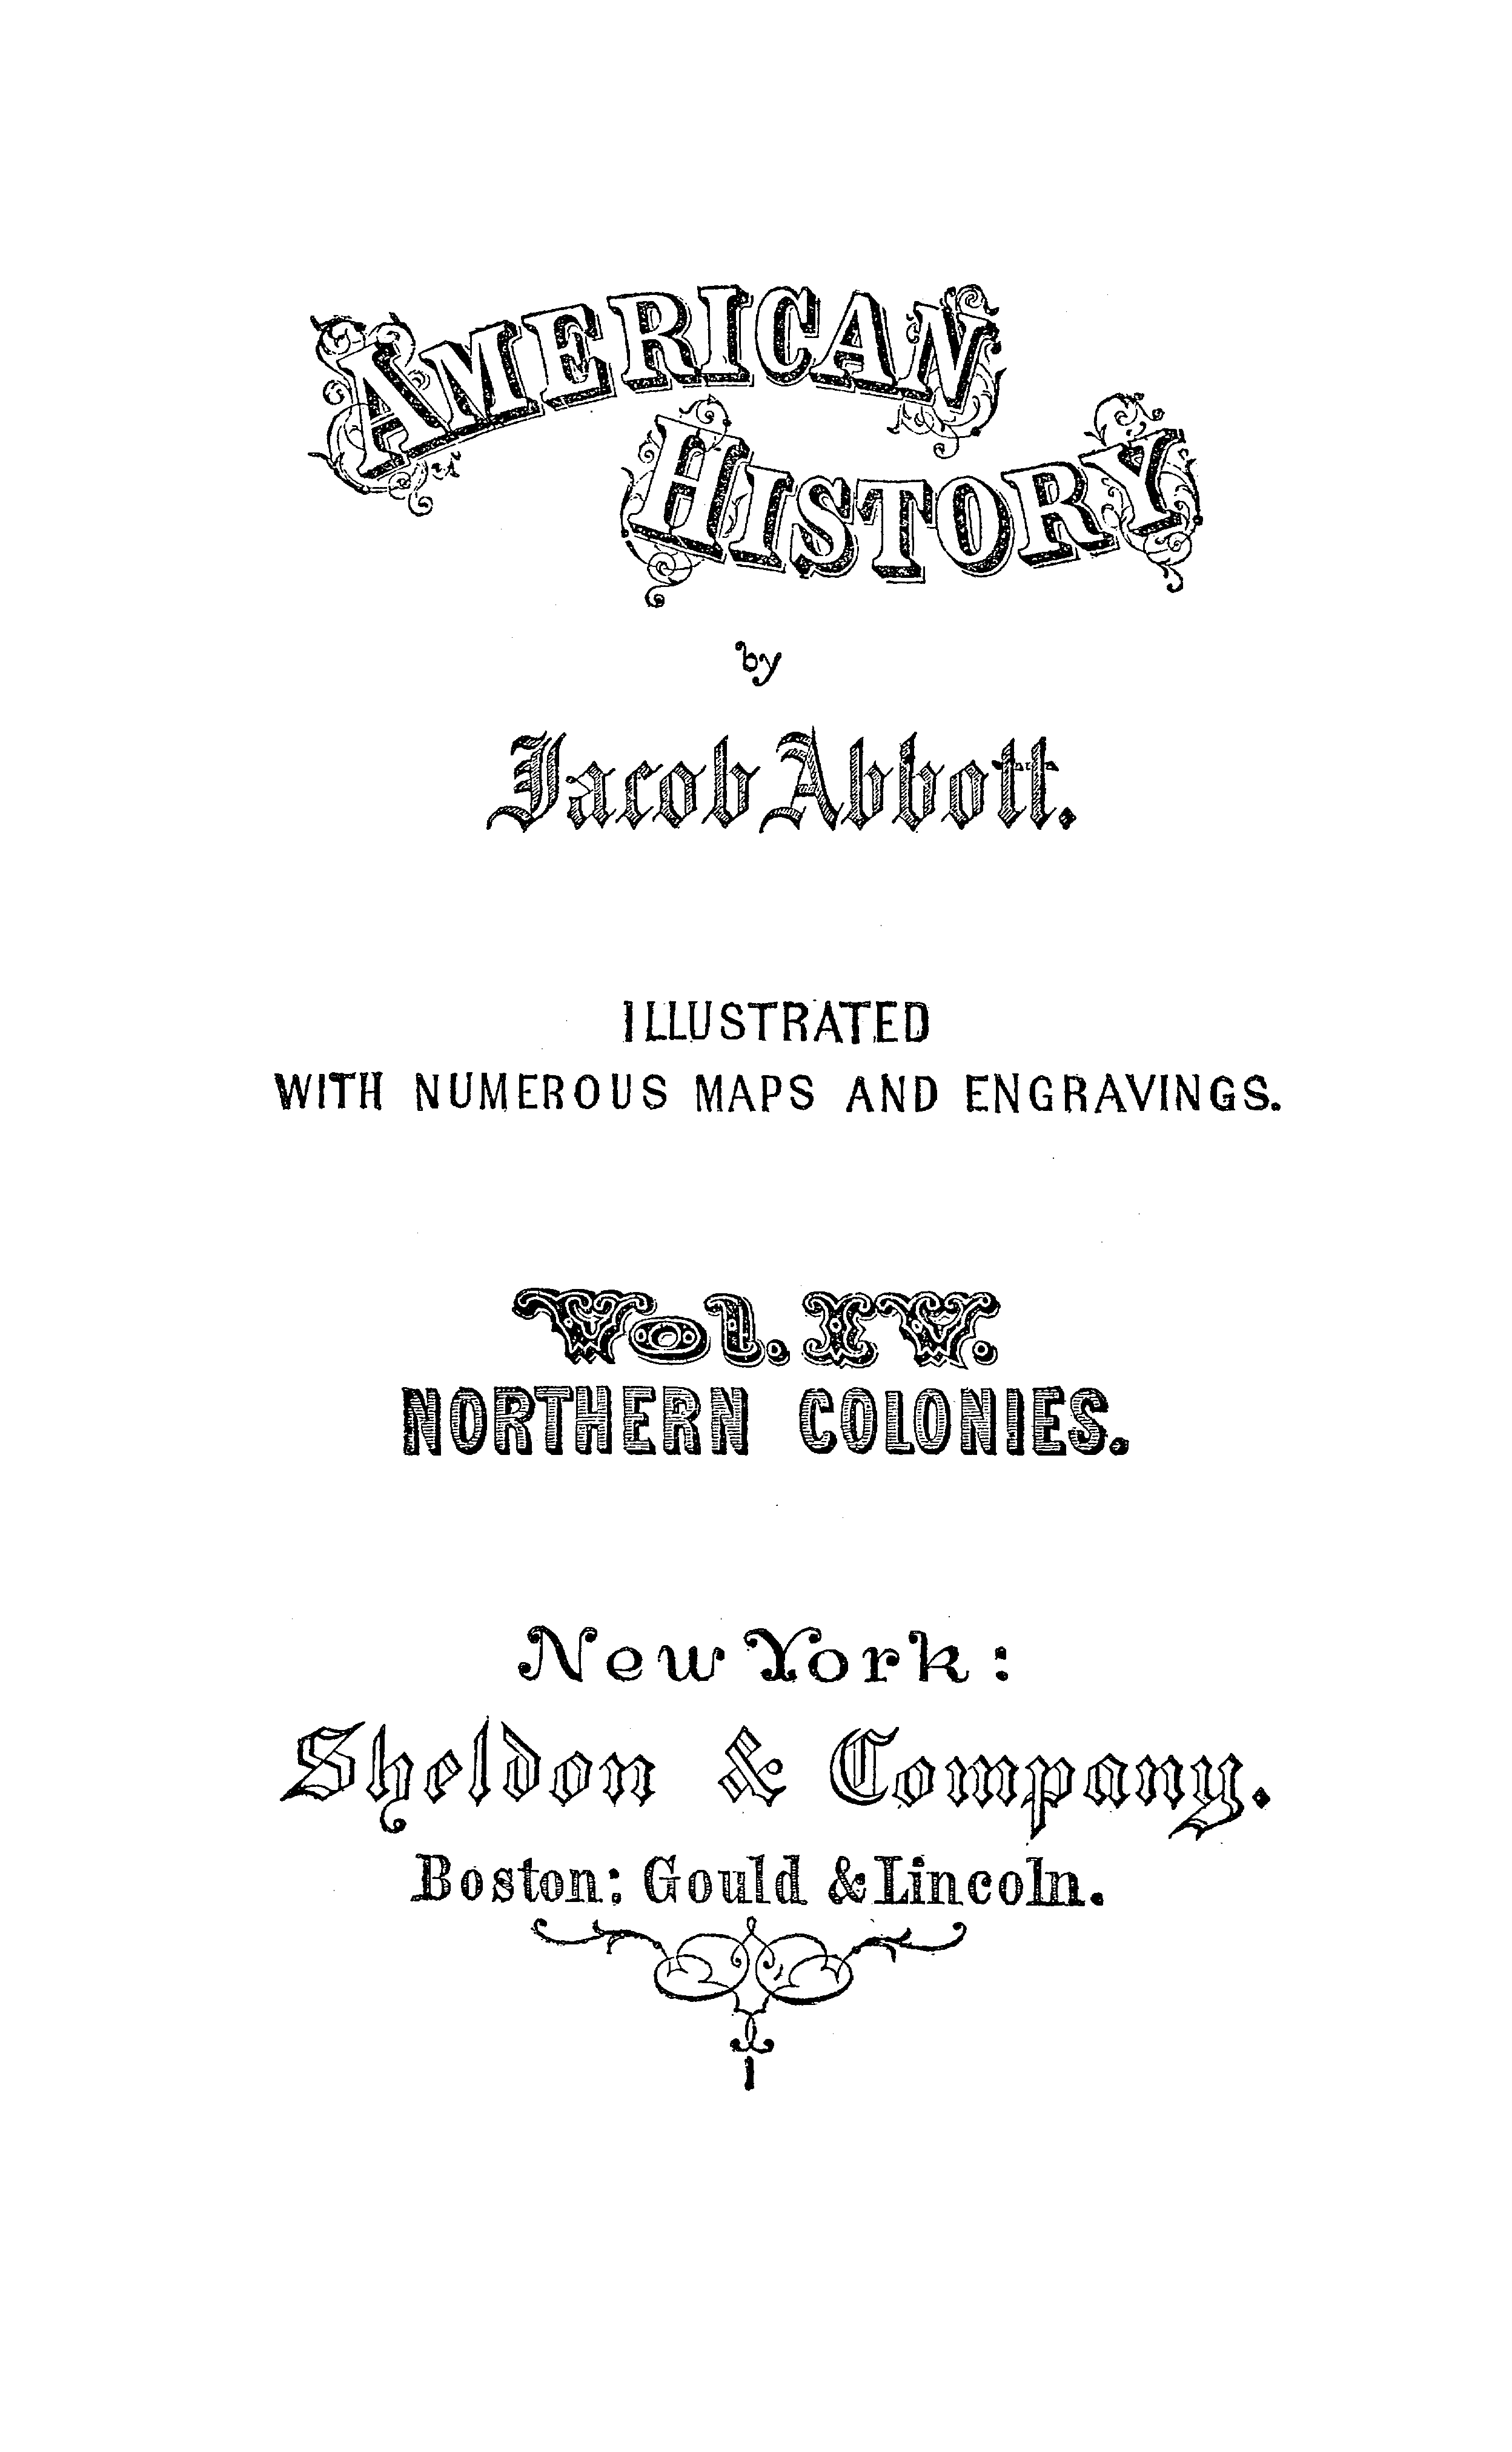 AMERICAN
HISTORY
by
Jacob Abbott.
ILLUSTRATED
WITH NUMEROUS MAPS AND ENGRAVINGS.
Vol. IV.
NORTHERN COLONIES.
New York:
Sheldon & Company.
Boston: Gould & Lincoln.